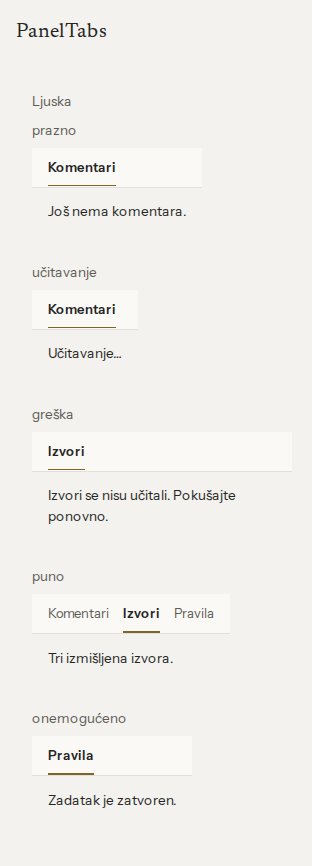 PanelTabs
Ljuska
prazno
Komentari
Još nema komentara.
učitavanje
Komentari
Učitavanje…
greška
Izvori
Izvori se nisu učitali. Pokušajte
ponovno.
puno
Komentari Izvori Pravila
Tri izmišljena izvora.
onemogućeno
Pravila
Zadatak je zatvoren.